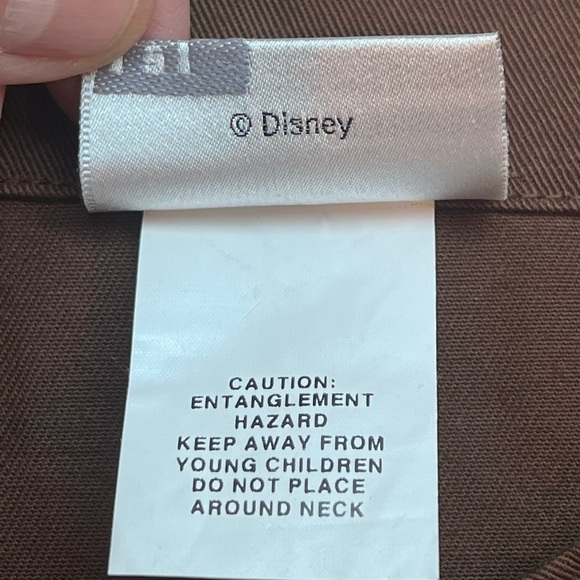 © Disney
CAUTION:
ENTANGLEMENT
HAZARD
KEEP AWAY FROM
YOUNG CHILDREN
DO NOT PLACE
AROUND NECK